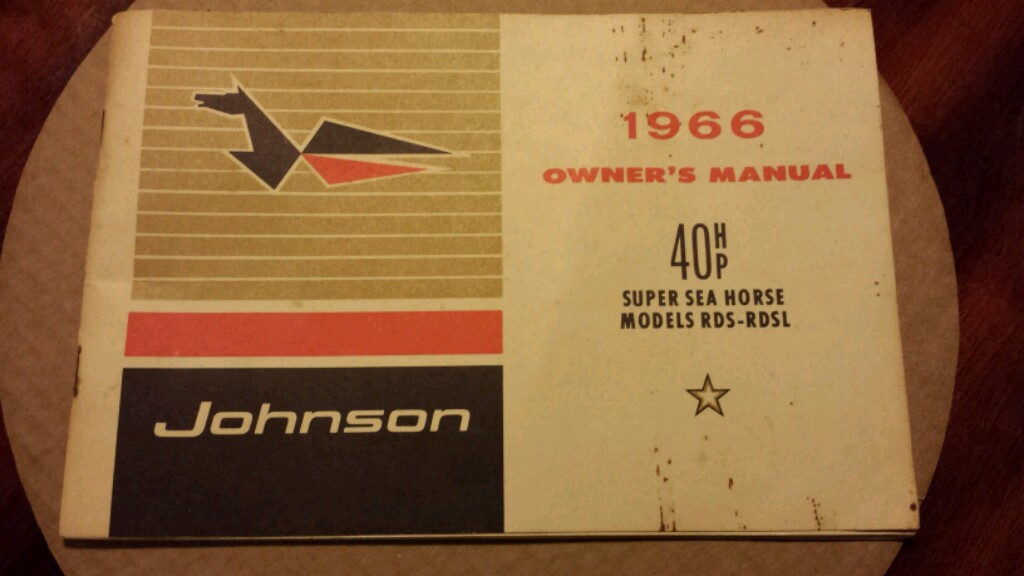 Johnson
1966
OWNER'S MANUAL
40HP
SUPER SEA HORSE
MODELS RDS-RDSL